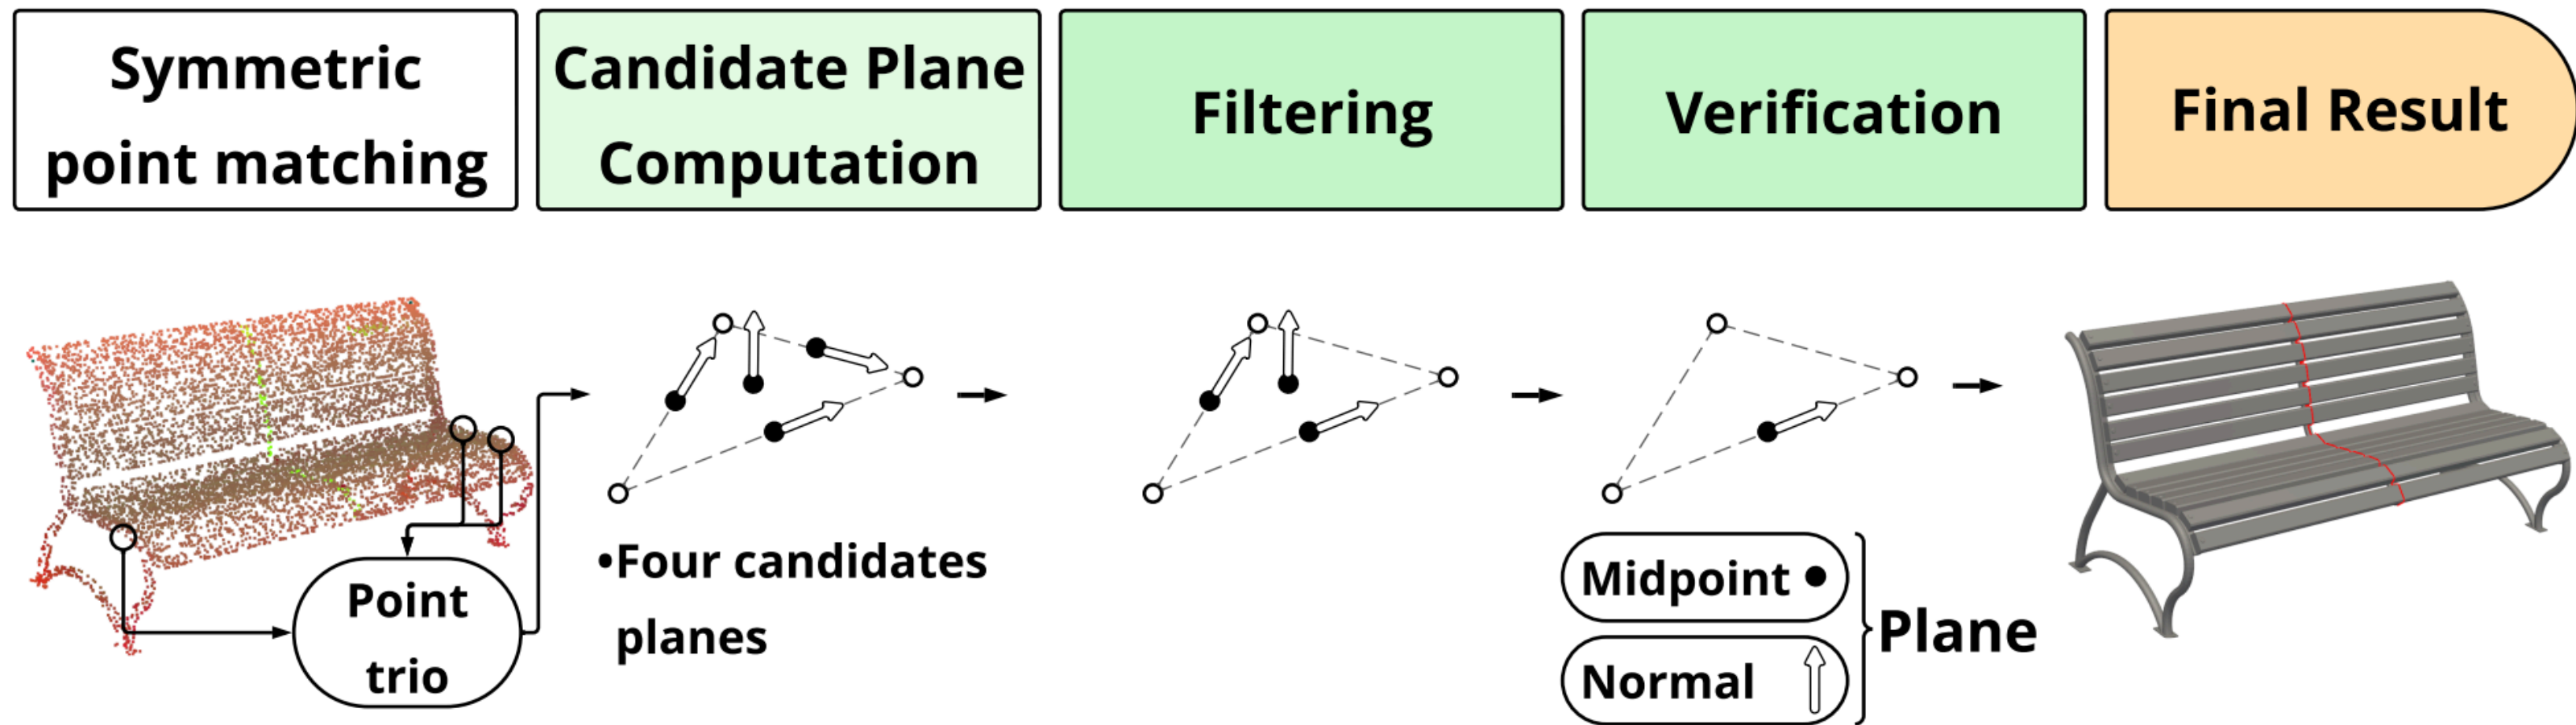 Symmetric
point matching
Candidate Plane
Computation
Filtering
Verification
Final Result
Point
trio
•Four candidates
planes
Midpoint
Normal
Plane